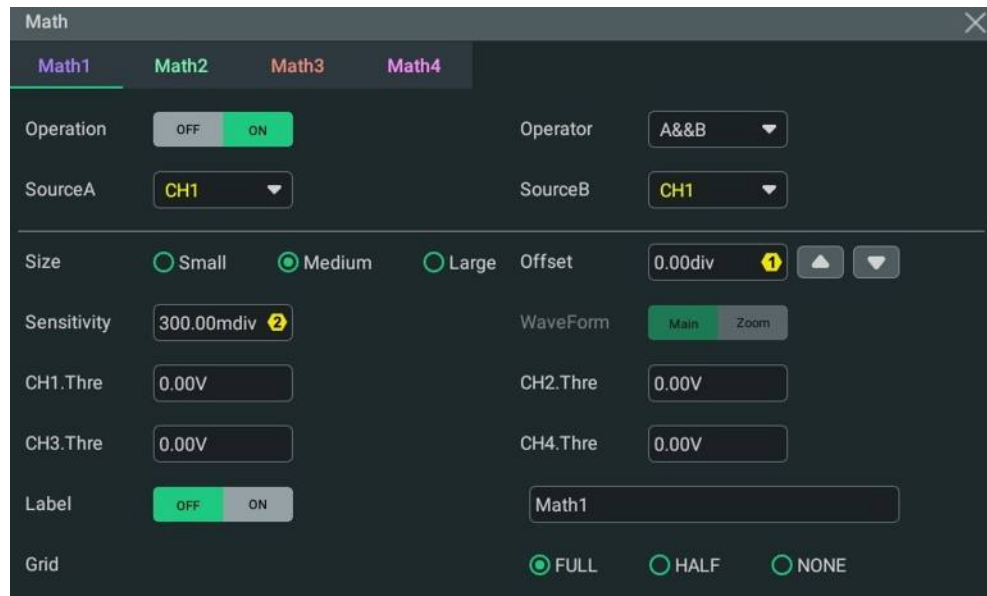 Math
Math1 Math2 Math3 Math4
Operation OFF ON Operator A&&B
SourceA CH1 SourceB CH1
Size Small Medium Large Offset 0.00div 1
Sensitivity 300.00mdiv 2 WaveForm Main Zoom
CH1.Thre 0.00V CH2.Thre 0.00V
CH3.Thre 0.00V CH4.Thre 0.00V
Label OFF ON Math1
Grid FULL HALF NONE